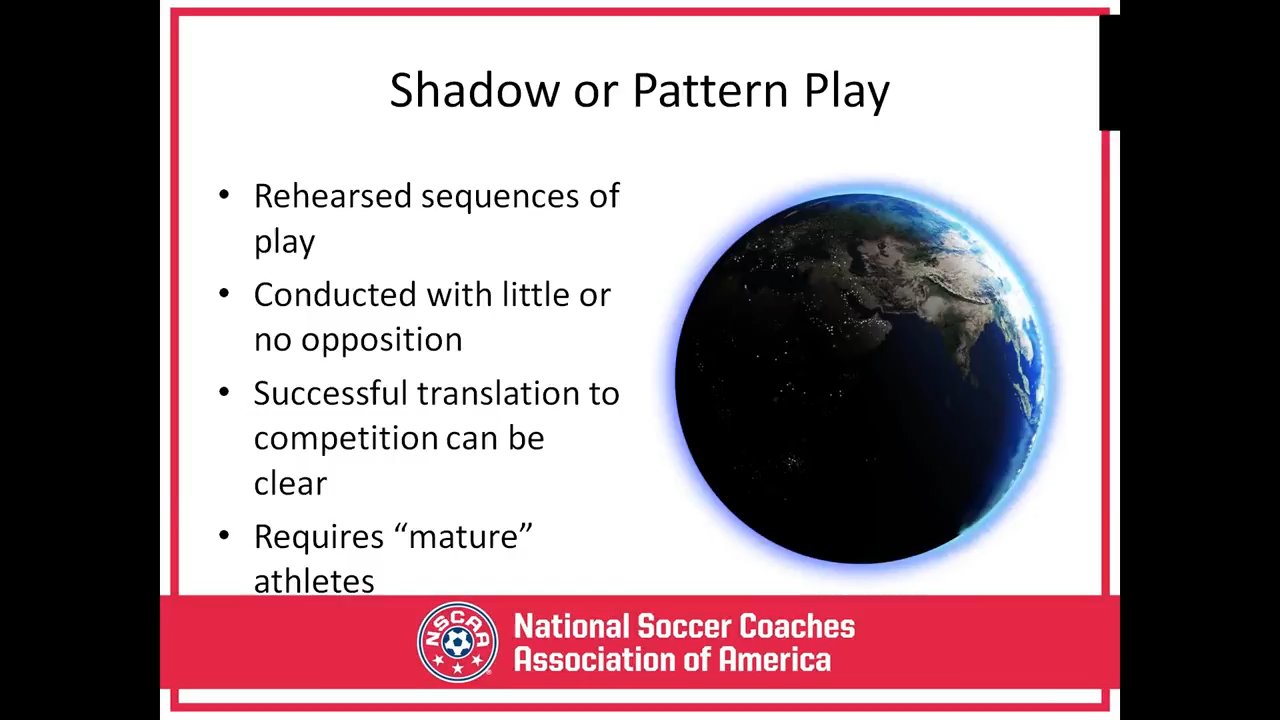 Shadow or Pattern Play
• Rehearsed sequences of
play
• Conducted with little or
no opposition
• Successful translation to
competition can be
clear
• Requires “mature”
athletes
NSCAA
National Soccer Coaches
Association of America